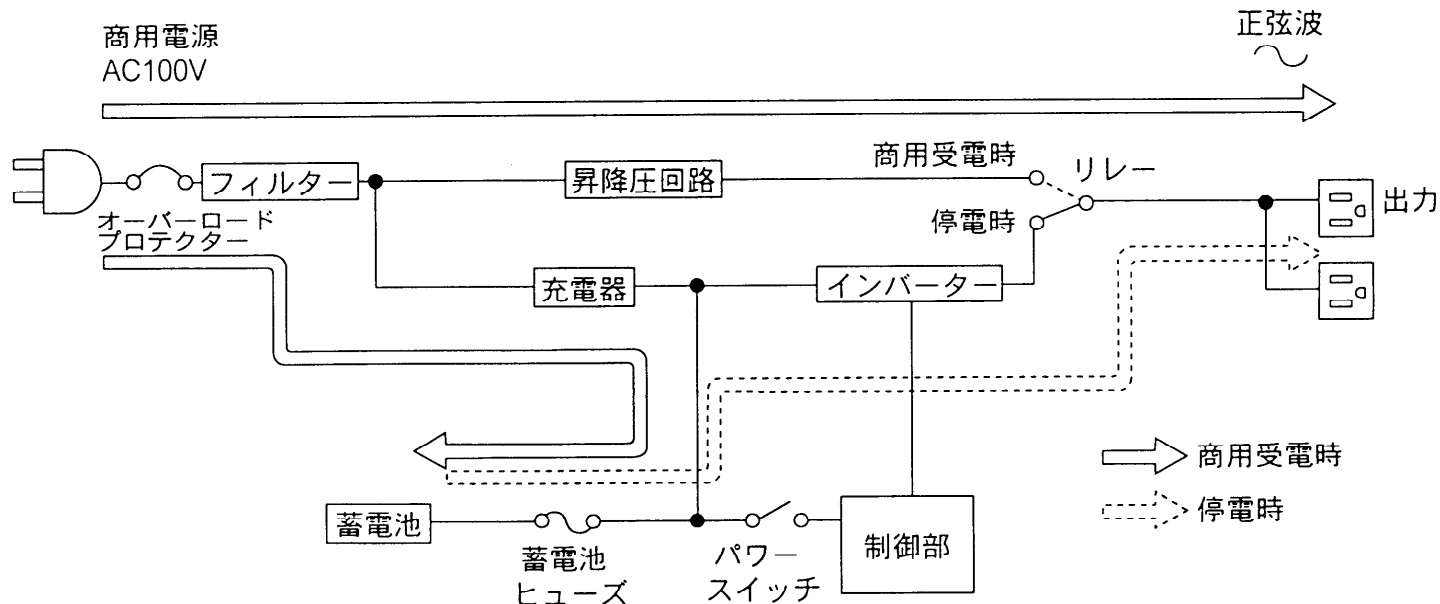 商用電源
AC100V
正弦波
商用受電時
リレー
フィルター
昇降圧回路
停電時
出力
オーバーロード
プロテクター
充電器
インバーター
商用受電時
停電時
蓄電池
制御部
蓄電池
ヒューズ
パワー
スイッチ